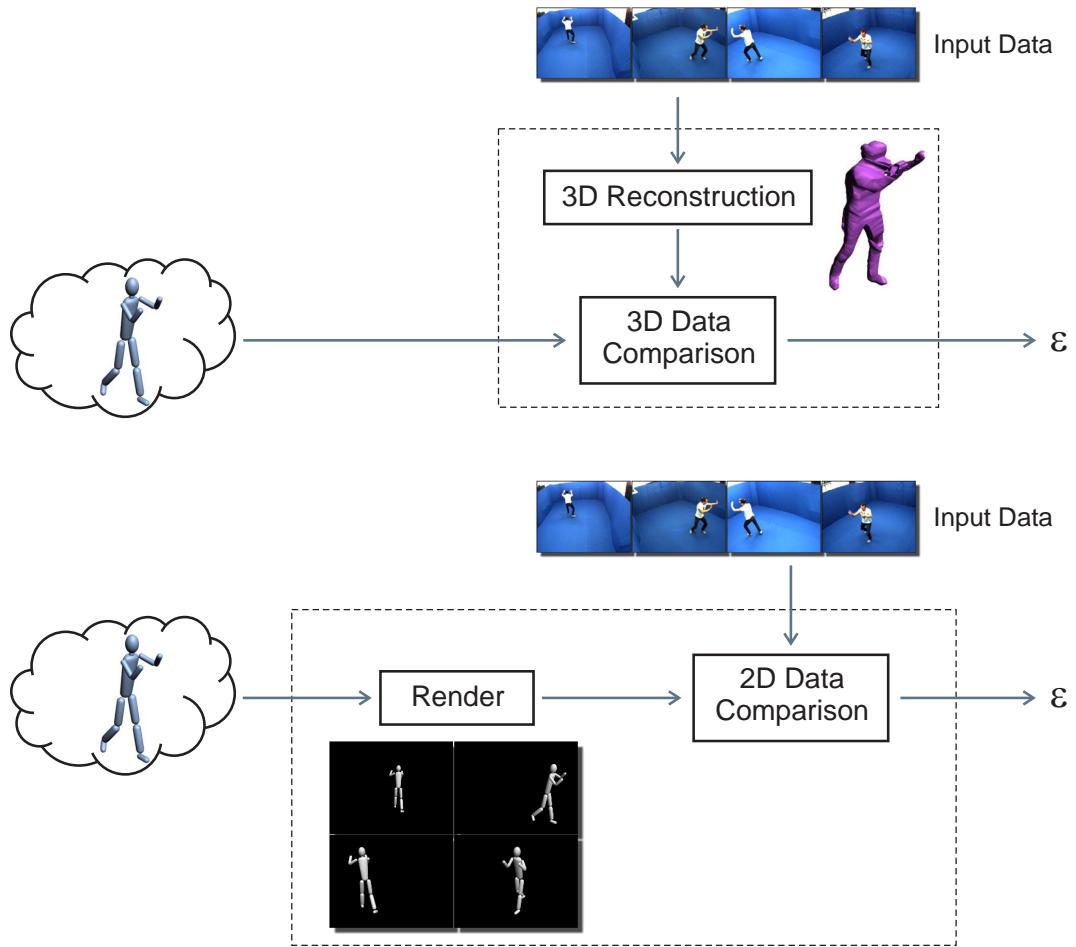 Input Data
3D Reconstruction
3D Data
Comparison
ε
Input Data
Render
2D Data
Comparison
ε